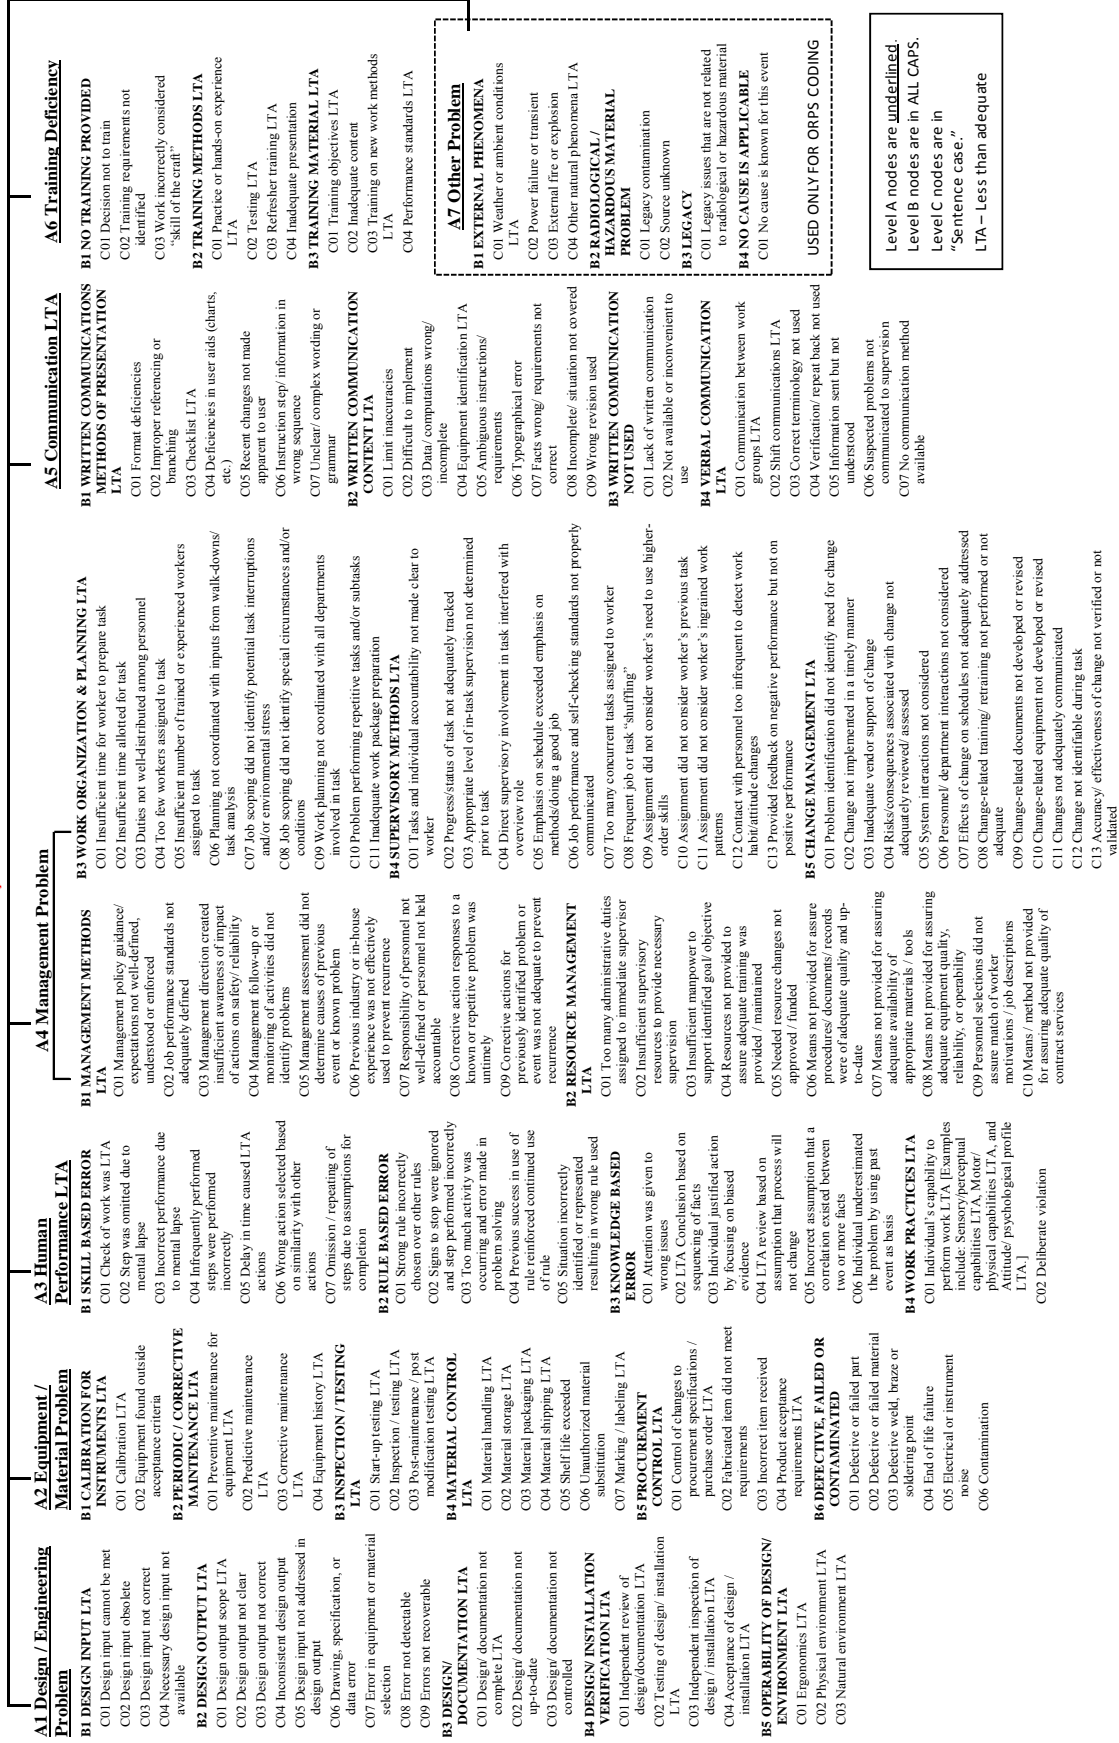 A1 Design / Engineering
Problem
B1 DESIGN INPUT LTA
C01 Design input cannot be met
C02 Design input obsolete
C03 Design input not correct
C04 Necessary design input not
available
B2 DESIGN OUTPUT LTA
C01 Design output scope LTA
C02 Design output not clear
C03 Design output not correct
C04 Inconsistent design output
C05 Design input not addressed in
design output
C06 Drawing, specification, or
data error
C07 Error in equipment or material
selection
C08 Error not detectable
C09 Errors not recoverable
B3 DESIGN/
DOCUMENTATION LTA
C01 Design/ documentation not
complete LTA
C02 Design/ documentation not
up-to-date
C03 Design/ documentation not
controlled
B4 DESIGN/ INSTALLATION
VERIFICATION LTA
C01 Independent review of
design/documentation LTA
C02 Testing of design/ installation
LTA
C03 Independent inspection of
design / installation LTA
C04 Acceptance of design /
installation LTA
B5 OPERABILITY OF DESIGN/
ENVIRONMENT LTA
C01 Ergonomics LTA
C02 Physical environment LTA
C03 Natural environment LTA
A2 Equipment /
Material Problem
B1 CALIBRATION FOR
INSTRUMENTS LTA
C01 Calibration LTA
C02 Equipment found outside
acceptance criteria
B2 PERIODIC / CORRECTIVE
MAINTENANCE LTA
C01 Preventive maintenance for
equipment LTA
C02 Predictive maintenance
LTA
C03 Corrective maintenance
LTA
C04 Equipment history LTA
B3 INSPECTION / TESTING
LTA
C01 Start-up testing LTA
C02 Inspection / testing LTA
C03 Post-maintenance / post
modification testing LTA
B4 MATERIAL CONTROL
LTA
C01 Material handling LTA
C02 Material storage LTA
C03 Material packaging LTA
C04 Material shipping LTA
C05 Shelf life exceeded
C06 Unauthorized material
substitution
C07 Marking / labeling LTA
B5 PROCUREMENT
CONTROL LTA
C01 Control of changes to
procurement specifications /
purchase order LTA
C02 Fabricated item did not meet
requirements
C03 Incorrect item received
C04 Product acceptance
requirements LTA
B6 DEFECTIVE, FAILED OR
CONTAMINATED
C01 Defective or failed part
C02 Defective or failed material
C03 Defective weld, braze or
soldering point
C04 End of life failure
C05 Electrical or instrument
noise
C06 Contamination
A3 Human
Performance LTA
B1 SKILL BASED ERROR
C01 Check of work was LTA
C02 Step was omitted due to
mental lapse
C03 Incorrect performance due
to mental lapse
C04 Infrequently performed
steps were performed
incorrectly
C05 Delay in time caused LTA
actions
C06 Wrong action selected based
on similarity with other
actions
C07 Omission / repeating of
steps due to assumptions for
completion
B2 RULE BASED ERROR
C01 Strong rule incorrectly
chosen over other rules
C02 Signs to stop were ignored
and step performed incorrectly
C03 Too much activity was
occurring and error made in
problem solving
C04 Previous success in use of
rule reinforced continued use
of rule
C05 Situation incorrectly
identified or represented
resulting in wrong rule used
B3 KNOWLEDGE BASED
ERROR
C01 Attention was given to
wrong issues
C02 LTA Conclusion based on
sequencing of facts
C03 Individual justified action
by focusing on biased
evidence
C04 LTA review based on
assumption that process will
not change
C05 Incorrect assumption that a
correlation existed between
two or more facts
C06 Individual underestimated
the problem by using past
event as basis
B4 WORK PRACTICES LTA
C01 Individual's capability to
perform work LTA [Examples
include: Sensory/perceptual
capabilities LTA, Motor/
physical capabilities LTA, and
Attitude/ psychological profile
LTA.]
C02 Deliberate violation
A4 Management Problem
B1 MANAGEMENT METHODS
LTA
C01 Management policy guidance/
expectations not well-defined,
understood or enforced
C02 Job performance standards not
adequately defined
C03 Management direction created
insufficient awareness of impact
of actions on safety/ reliability
C04 Management follow-up or
monitoring of activities did not
identify problems
C05 Management assessment did not
determine causes of previous
event or known problem
C06 Previous industry or in-house
experience was not effectively
used to prevent recurrence
C07 Responsibility of personnel not
well-defined or personnel not held
accountable
C08 Corrective action responses to a
known or repetitive problem was
untimely
C09 Corrective actions for
previously identified problem or
event was not adequate to prevent
recurrence
B2 RESOURCE MANAGEMENT
LTA
C01 Too many administrative duties
assigned to immediate supervisor
C02 Insufficient supervisory
resources to provide necessary
supervision
C03 Insufficient manpower to
support identified goal/ objective
C04 Resources not provided to
assure adequate training was
provided / maintained
C05 Needed resource changes not
approved / funded
C06 Means not provided for assure
procedures/ documents/ records
were of adequate quality and up-
to-date
C07 Means not provided for assuring
adequate availability of
appropriate materials / tools
C08 Means not provided for assuring
adequate equipment quality,
reliability, or operability
C09 Personnel selections did not
assure match of worker
motivations / job descriptions
C10 Means / method not provided
for assuring adequate quality of
contract services
B3 WORK ORGANIZATION & PLANNING LTA
C01 Insufficient time for worker to prepare task
C02 Insufficient time allotted for task
C03 Duties not well-distributed among personnel
C04 Too few workers assigned to task
C05 Insufficient number of trained or experienced workers
assigned to task
C06 Planning not coordinated with inputs from walk-downs/
task analysis
C07 Job scoping did not identify potential task interruptions
and/or environmental stress
C08 Job scoping did not identify special circumstances and/or
conditions
C09 Work planning not coordinated with all departments
involved in task
C10 Problem performing repetitive tasks and/or subtasks
C11 Inadequate work package preparation
B4 SUPERVISORY METHODS LTA
C01 Tasks and individual accountability not made clear to
worker
C02 Progress/status of task not adequately tracked
C03 Appropriate level of in-task supervision not determined
prior to task
C04 Direct supervisory involvement in task interfered with
overview role
C05 Emphasis on schedule exceeded emphasis on
methods/doing a good job
C06 Job performance and self-checking standards not properly
communicated
C07 Too many concurrent tasks assigned to worker
C08 Frequent job or task “shuffling”
C09 Assignment did not consider worker's need to use higher-
order skills
C10 Assignment did not consider worker's previous task
C11 Assignment did not consider worker's ingrained work
patterns
C12 Contact with personnel too infrequent to detect work
habit/attitude changes
C13 Provided feedback on negative performance but not on
positive performance
B5 CHANGE MANAGEMENT LTA
C01 Problem identification did not identify need for change
C02 Change not implemented in a timely manner
C03 Inadequate vendor support of change
C04 Risks/consequences associated with change not
adequately reviewed/ assessed
C05 System interactions not considered
C06 Personnel/ department interactions not considered
C07 Effects of change on schedules not adequately addressed
C08 Change-related training/ retraining not performed or not
adequate
C09 Change-related documents not developed or revised
C10 Change-related equipment not developed or revised
C11 Changes not adequately communicated
C12 Change not identifiable during task
C13 Accuracy/ effectiveness of change not verified or not
validated
A5 Communication LTA
B1 WRITTEN COMMUNICATIONS
METHODS OF PRESENTATION
LTA
C01 Format deficiencies
C02 Improper referencing or
branching
C03 Checklist LTA
C04 Deficiencies in user aids (charts,
etc.)
C05 Recent changes not made
apparent to user
C06 Instruction step/ information in
wrong sequence
C07 Unclear/ complex wording or
grammar
B2 WRITTEN COMMUNICATION
CONTENT LTA
C01 Limit inaccuracies
C02 Difficult to implement
C03 Data/ computations wrong/
incomplete
C04 Equipment identification LTA
C05 Ambiguous instructions/
requirements
C06 Typographical error
C07 Facts wrong/ requirements not
correct
C08 Incomplete/ situation not covered
C09 Wrong revision used
B3 WRITTEN COMMUNICATION
NOT USED
C01 Lack of written communication
C02 Not available or inconvenient to
use
B4 VERBAL COMMUNICATION
LTA
C01 Communication between work
groups LTA
C02 Shift communications LTA
C03 Correct terminology not used
C04 Verification/ repeat back not used
C05 Information sent but not
understood
C06 Suspected problems not
communicated to supervision
C07 No communication method
available
A6 Training Deficiency
B1 NO TRAINING PROVIDED
C01 Decision not to train
C02 Training requirements not
identified
C03 Work incorrectly considered
“skill of the craft”
B2 TRAINING METHODS LTA
C01 Practice or hands-on experience
LTA
C02 Testing LTA
C03 Refresher training LTA
C04 Inadequate presentation
B3 TRAINING MATERIAL LTA
C01 Training objectives LTA
C02 Inadequate content
C03 Training on new work methods
LTA
C04 Performance standards LTA
A7 Other Problem
B1 EXTERNAL PHENOMENA
C01 Weather or ambient conditions
LTA
C02 Power failure or transient
C03 External fire or explosion
C04 Other natural phenomena LTA
B2 RADIOLOGICAL /
HAZARDOUS MATERIAL
PROBLEM
C01 Legacy contamination
C02 Source unknown
B3 LEGACY
C01 Legacy issues that are not related
to radiological or hazardous material
B4 NO CAUSE IS APPLICABLE
C01 No cause is known for this event
USED ONLY FOR ORPS CODING
Level A nodes are underlined.
Level B nodes are in ALL CAPS.
Level C nodes are in
“Sentence case.”
LTA – Less than adequate